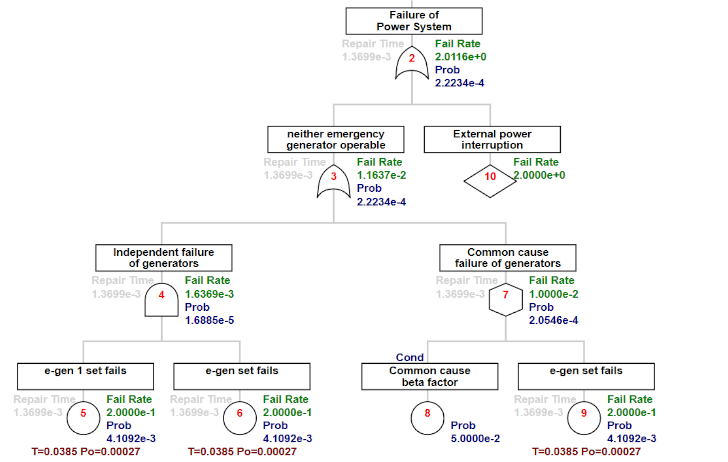 Failure of
Power System
Repair Time
1.3699e-3
2
Fail Rate
2.0116e+0
Prob
2.2234e-4
neither emergency
generator operable
Repair Time
1.3699e-3
3
Fail Rate
1.1637e-2
Prob
2.2234e-4
External power
interruption
10
Fail Rate
2.0000e+0
Independent failure
of generators
Repair Time
1.3699e-3
4
Fail Rate
1.6369e-3
Prob
1.6885e-5
Common cause
failure of generators
Repair Time
1.3699e-3
7
Fail Rate
1.0000e-2
Prob
2.0546e-4
e-gen 1 set fails
Repair Time
1.3699e-3
5
Fail Rate
2.0000e-1
Prob
4.1092e-3
T=0.0385 Po=0.00027
e-gen set fails
Repair Time
1.3699e-3
6
Fail Rate
2.0000e-1
Prob
4.1092e-3
T=0.0385 Po=0.00027
Cond
Common cause
beta factor
8
Prob
5.0000e-2
e-gen set fails
Repair Time
1.3699e-3
9
Fail Rate
2.0000e-1
Prob
4.1092e-3
T=0.0385 Po=0.00027